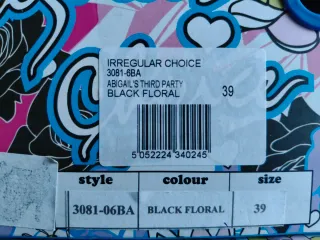 IRREGULAR CHOICE
3081-6BA
ABIGAIL'S THIRD PARTY
BLACK FLORAL 39
5 052224 340245
style colour size
3081-06BA BLACK FLORAL 39